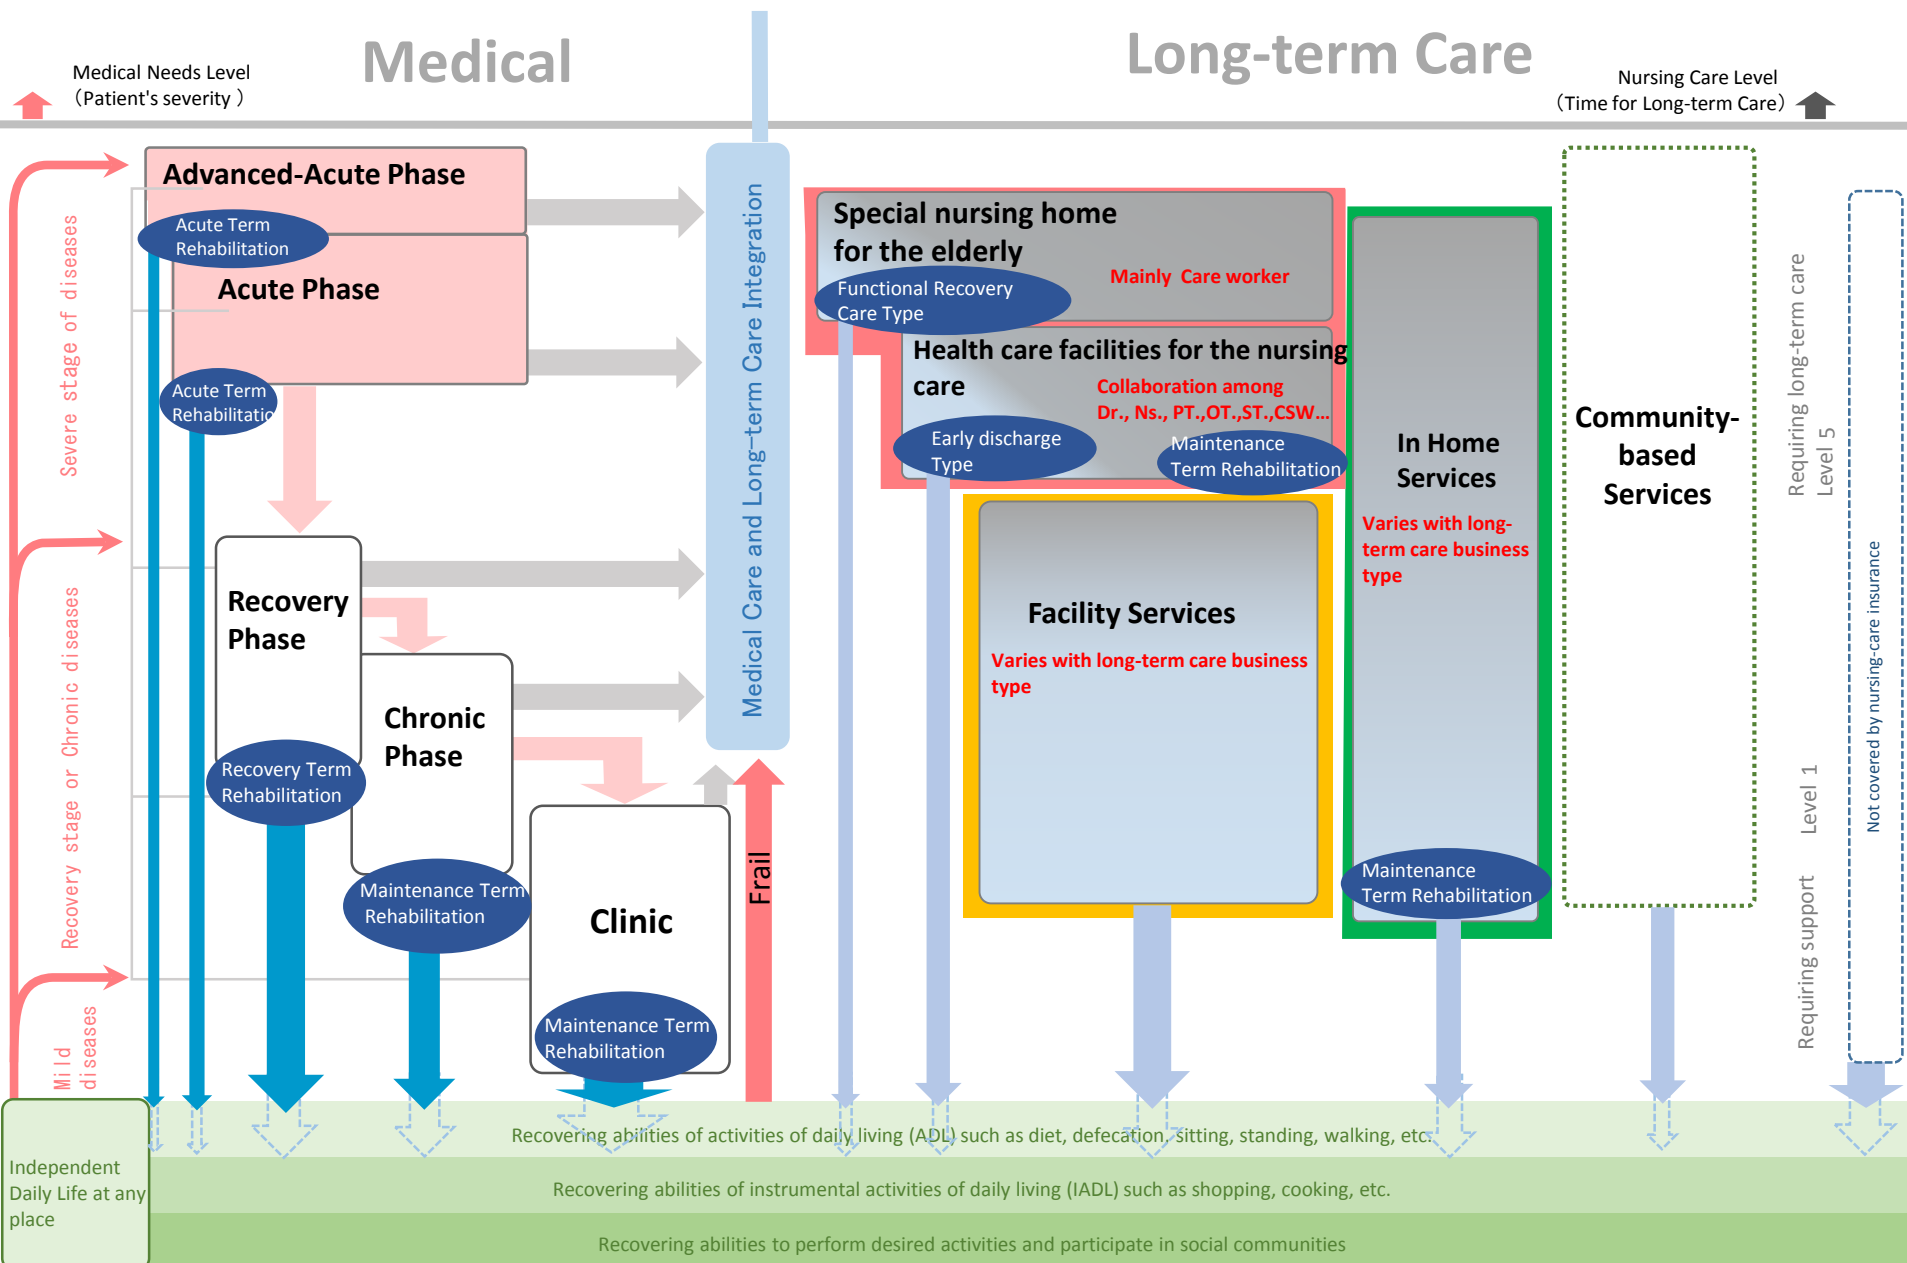 Medical
Long-term Care
Medical Needs Level
（Patient's severity ）
Nursing Care Level
（Time for Long-term Care）
Advanced-Acute Phase
Acute Term
Rehabilitation
Acute Phase
Acute Term
Rehabilitatio
Severe stage of diseases
Recovery stage or Chronic diseases
Mild
diseases
Recovery
Phase
Recovery Term
Rehabilitation
Chronic
Phase
Maintenance Term
Rehabilitation
Clinic
Maintenance Term
Rehabilitation
Medical Care and Long-term Care Integration
Frail
Special nursing home
for the elderly
Mainly Care worker
Functional Recovery
Care Type
Health care facilities for the nursing
care
Collaboration among
Dr., Ns., PT.,OT.,ST.,CSW…
Early discharge
Type
Maintenance
Term Rehabilitation
Facility Services
Varies with long-term care business
type
In Home
Services
Varies with long-
term care business
type
Maintenance
Term Rehabilitation
Community-
based
Services
Requiring long-term care
Level 5
Level 1
Requiring support
Not covered by nursing-care insurance
Independent
Daily Life at any
place
Recovering abilities of activities of daily living (ADL) such as diet, defecation, sitting, standing, walking, etc.
Recovering abilities of instrumental activities of daily living (IADL) such as shopping, cooking, etc.
Recovering abilities to perform desired activities and participate in social communities